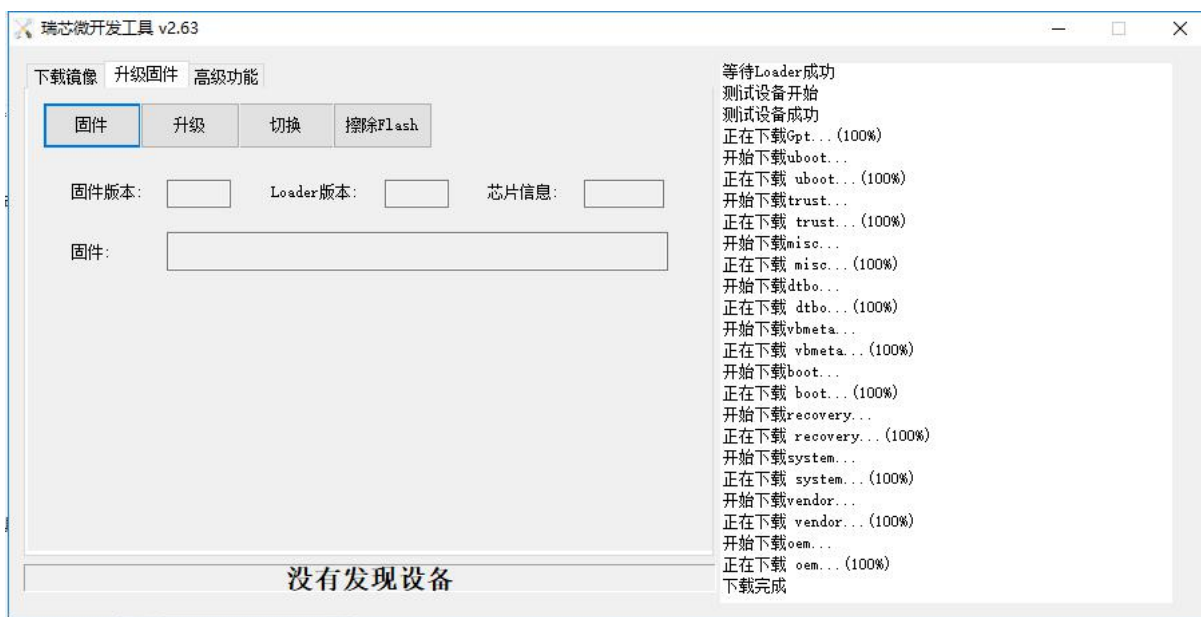 瑞芯微开发工具 v2.63
下载镜像 升级固件 高级功能
固件 升级 切换 擦除Flash
固件版本: Loader版本: 芯片信息:
固件:
没有发现设备
等待Loader成功
测试设备开始
测试设备成功
正在下载Gpt...(100%)
开始下载uboot...
正在下载 uboot...(100%)
开始下载trust...
正在下载 trust...(100%)
开始下载misc...
正在下载 misc...(100%)
开始下载dtbo...
正在下载 dtbo...(100%)
开始下载vbmeta...
正在下载 vbmeta...(100%)
开始下载boot...
正在下载 boot...(100%)
开始下载recovery...
正在下载 recovery...(100%)
开始下载system...
正在下载 system...(100%)
开始下载vendor...
正在下载 vendor...(100%)
开始下载oem...
正在下载 oem...(100%)
下载完成